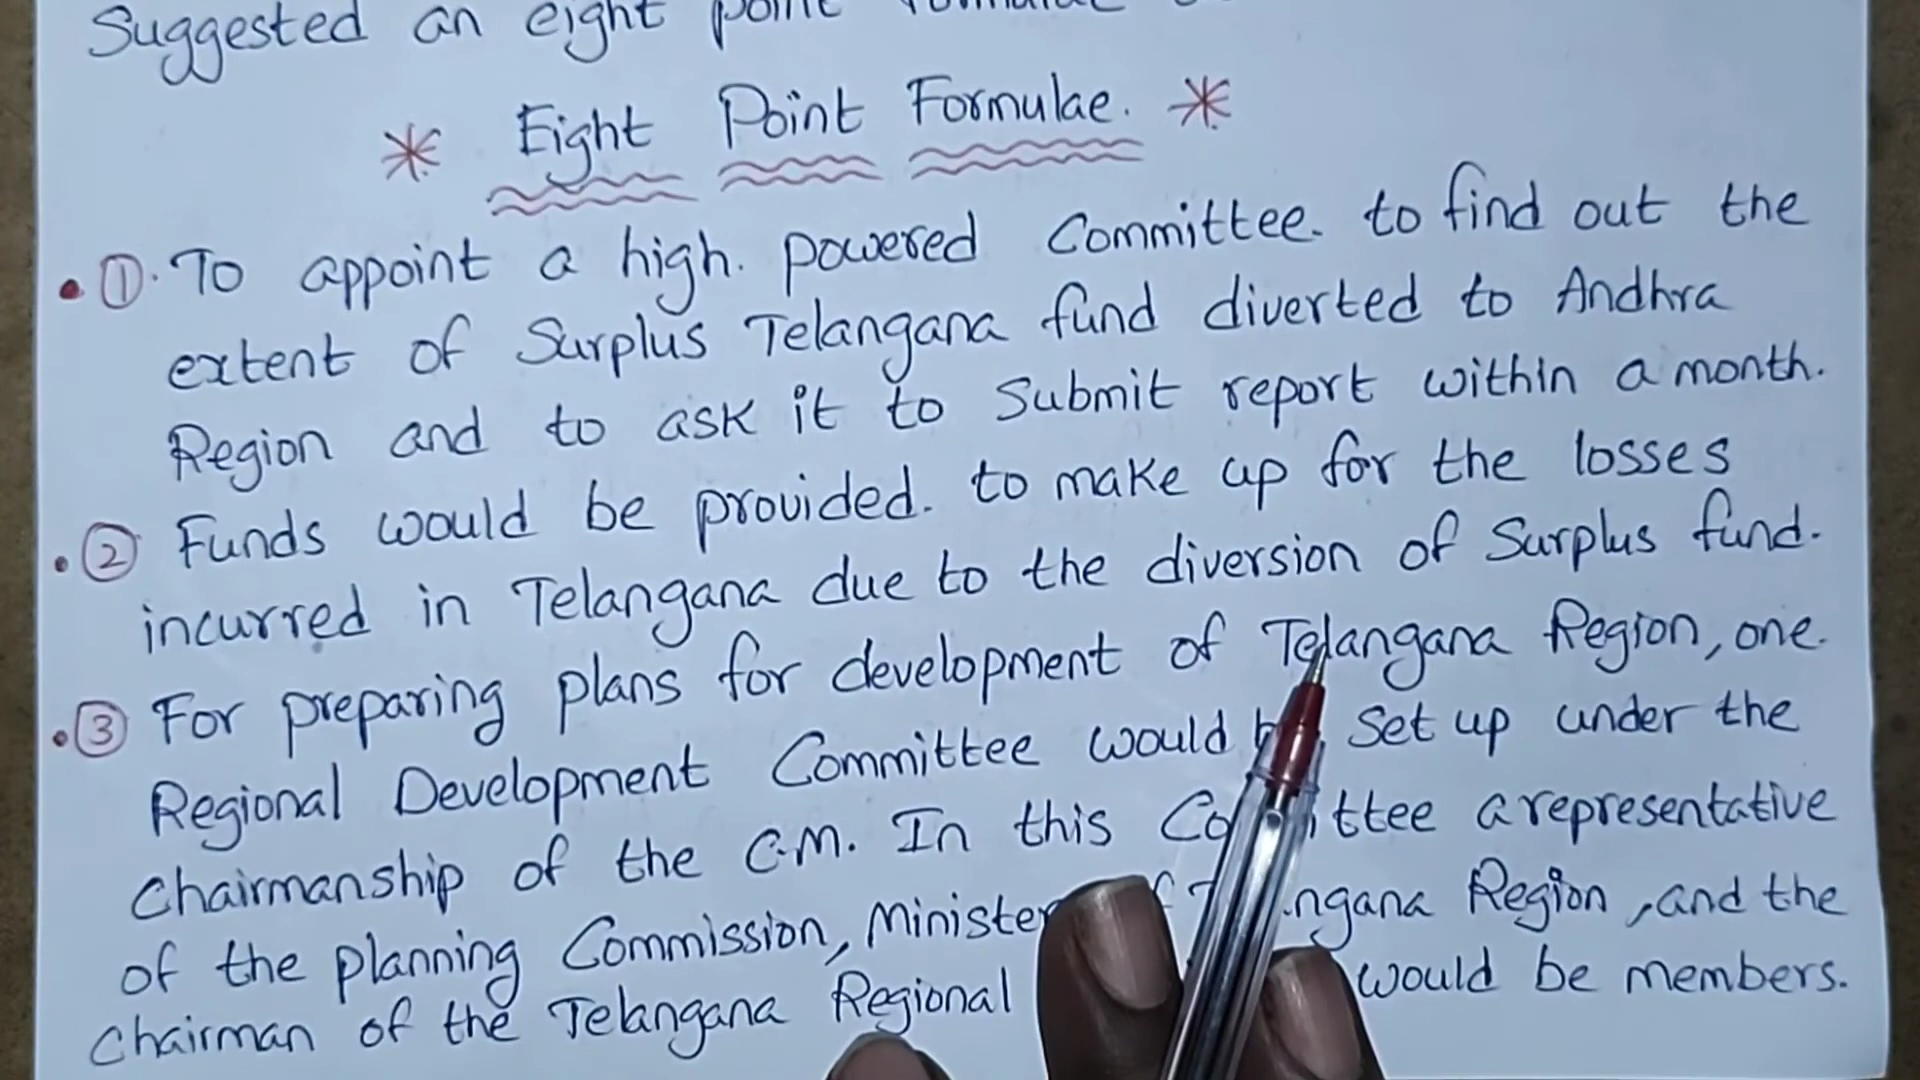 Suggested an eight point
* Eight Point Formulae. *
• ①. To appoint a high. powered Committee. to find out the
extent of Surplus Telangana fund diverted to Andhra
Region and to ask it to Submit report within a month.
• ② Funds would be provided. to make up for the losses
incurred in Telangana due to the diversion of Surplus fund.
• ③ For preparing plans for development of Telangana Region, one.
Regional Development Committee would Set up under the
Chairmanship of the C.M. In this a representative
of the planning Commission, Region, and the
Chairman of the Telangana Regional would be members.